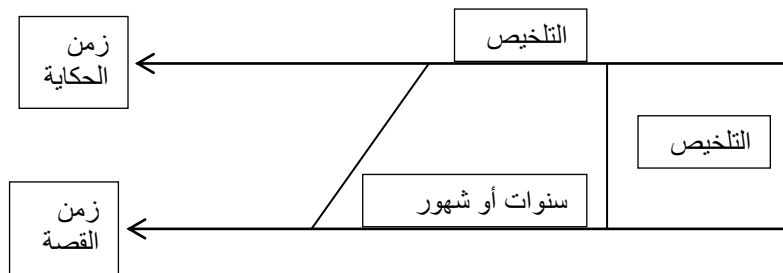 التلخيص
زمن
الحكاية
التلخيص
سنوات أو شهور
زمن
القصة